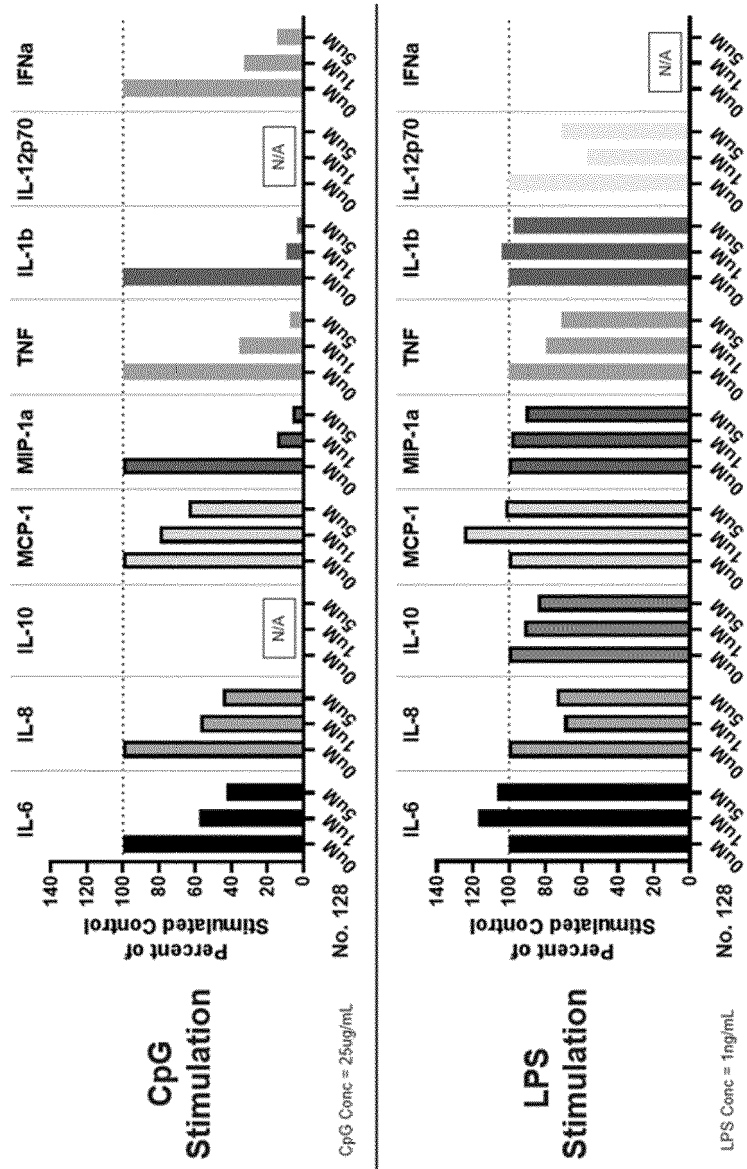 CpG
Stimulation
CpG Conc = 25ug/mL
Percent of
Stimulated Control
140
120
100
80
60
40
20
0
No. 128
IL-6
IL-8
IL-10
MCP-1
MIP-1a
TNF
IL-1b
IL-12p70
IFNa
N/A
N/A
0uM 1uM 5uM 0uM 1uM 5uM 0uM 1uM 5uM 0uM 1uM 5uM 0uM 1uM 5uM 0uM 1uM 5uM 0uM 1uM 5uM 0uM 1uM 5uM 0uM 1uM 5uM
LPS
Stimulation
LPS Conc = 1ng/mL
Percent of
Stimulated Control
140
120
100
80
60
40
20
0
No. 128
IL-6
IL-8
IL-10
MCP-1
MIP-1a
TNF
IL-1b
IL-12p70
IFNa
N/A
0uM 1uM 5uM 0uM 1uM 5uM 0uM 1uM 5uM 0uM 1uM 5uM 0uM 1uM 5uM 0uM 1uM 5uM 0uM 1uM 5uM 0uM 1uM 5uM 0uM 1uM 5uM